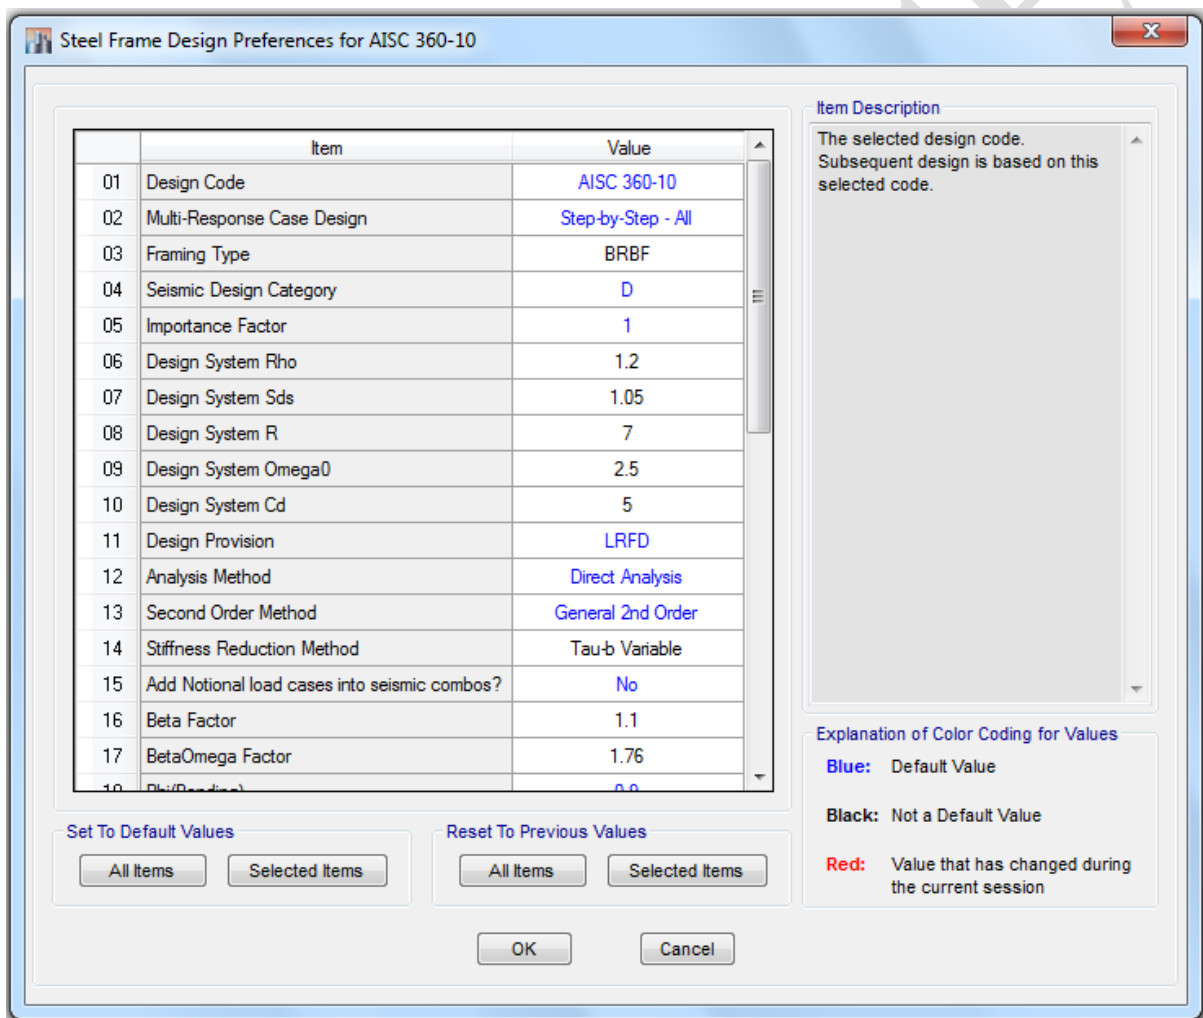 Steel Frame Design Preferences for AISC 360-10
Item Value
01 Design Code AISC 360-10
02 Multi-Response Case Design Step-by-Step - All
03 Framing Type BRBF
04 Seismic Design Category D
05 Importance Factor 1
06 Design System Rho 1.2
07 Design System Sds 1.05
08 Design System R 7
09 Design System Omega0 2.5
10 Design System Cd 5
11 Design Provision LRFD
12 Analysis Method Direct Analysis
13 Second Order Method General 2nd Order
14 Stiffness Reduction Method Tau-b Variable
15 Add Notional load cases into seismic combos? No
16 Beta Factor 1.1
17 BetaOmega Factor 1.76
18 Phi(Bending) 0.9
Item Description
The selected design code.
Subsequent design is based on this
selected code.
Explanation of Color Coding for Values
Blue: Default Value
Black: Not a Default Value
Red: Value that has changed during
the current session
Set To Default Values
All Items Selected Items
Reset To Previous Values
All Items Selected Items
OK Cancel